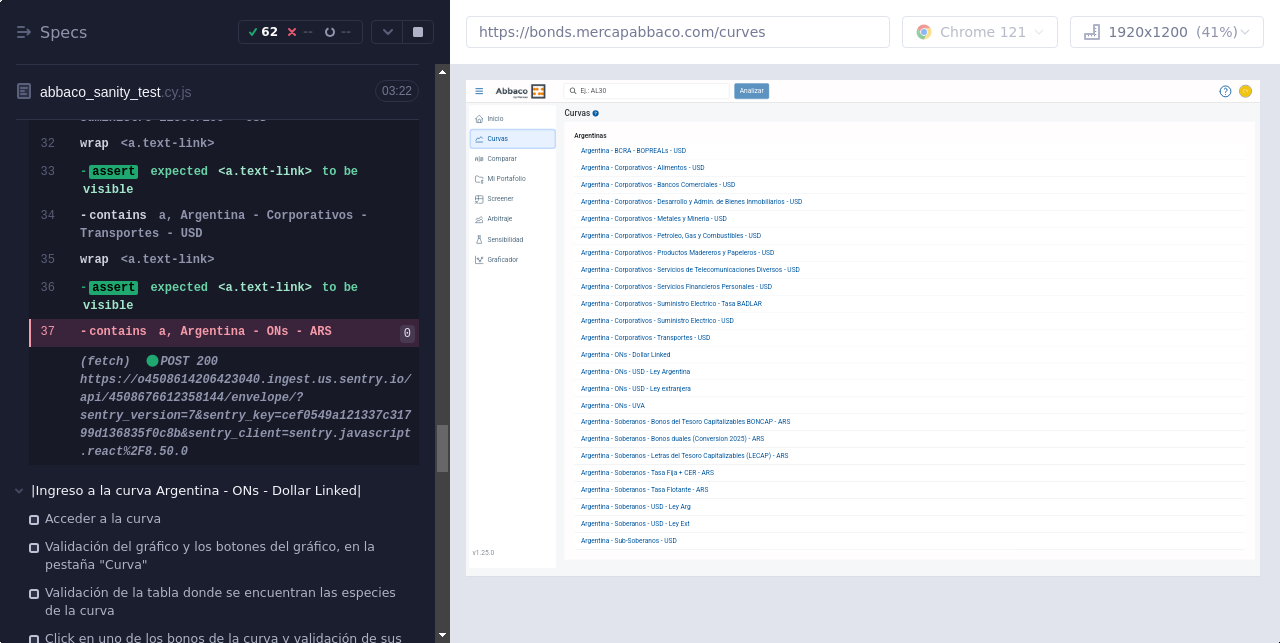 Specs
62
--
--
https://bonds.mercapabbaco.com/curves
Chrome 121
1920x1200 (41%)
abbaco_sanity_test.cy.js
03:22
32 wrap <a.text-link>
33 -assert expected <a.text-link> to be
visible
34 -contains a, Argentina - Corporativos -
Transportes - USD
35 wrap <a.text-link>
36 -assert expected <a.text-link> to be
visible
37 -contains a, Argentina - ONs - ARS 0
(fetch) POST 200
https://o4508614206423040.ingest.us.sentry.io/
api/4508676612358144/envelope/?
sentry_version=7&sentry_key=cef0549a121337c317
99d136835f0c8b&sentry_client=sentry.javascript
.react%2F8.50.0
|Ingreso a la curva Argentina - ONs - Dollar Linked|
Acceder a la curva
Validación del gráfico y los botones del gráfico, en la
pestaña "Curva"
Validación de la tabla donde se encuentran las especies
de la curva
Click en uno de los bonos de la curva y validación de sus
Abbaco
Ej.: AL30
Analizar
Inicio
Curvas
Comparar
Mi Portafolio
Screener
Arbitraje
Sensibilidad
Graficador
v1.25.0
Curvas
Argentinas
Argentina - BCRA - BOPREALs - USD
Argentina - Corporativos - Alimentos - USD
Argentina - Corporativos - Bancos Comerciales - USD
Argentina - Corporativos - Desarrollo y Admin. de Bienes Inmobiliarios - USD
Argentina - Corporativos - Metales y Mineria - USD
Argentina - Corporativos - Petroleo, Gas y Combustibles - USD
Argentina - Corporativos - Productos Madereros y Papeleros - USD
Argentina - Corporativos - Servicios de Telecomunicaciones Diversos - USD
Argentina - Corporativos - Servicios Financieros Personales - USD
Argentina - Corporativos - Suministro Electrico - Tasa BADLAR
Argentina - Corporativos - Suministro Electrico - USD
Argentina - Corporativos - Transportes - USD
Argentina - ONs - Dollar Linked
Argentina - ONs - USD - Ley Argentina
Argentina - ONs - USD - Ley extranjera
Argentina - ONs - UVA
Argentina - Soberanos - Bonos del Tesoro Capitalizables BONCAP - ARS
Argentina - Soberanos - Bonos duales (Conversion 2025) - ARS
Argentina - Soberanos - Letras del Tesoro Capitalizables (LECAP) - ARS
Argentina - Soberanos - Tasa Fija + CER - ARS
Argentina - Soberanos - Tasa Flotante - ARS
Argentina - Soberanos - USD - Ley Arg
Argentina - Soberanos - USD - Ley Ext
Argentina - Sub-Soberanos - USD